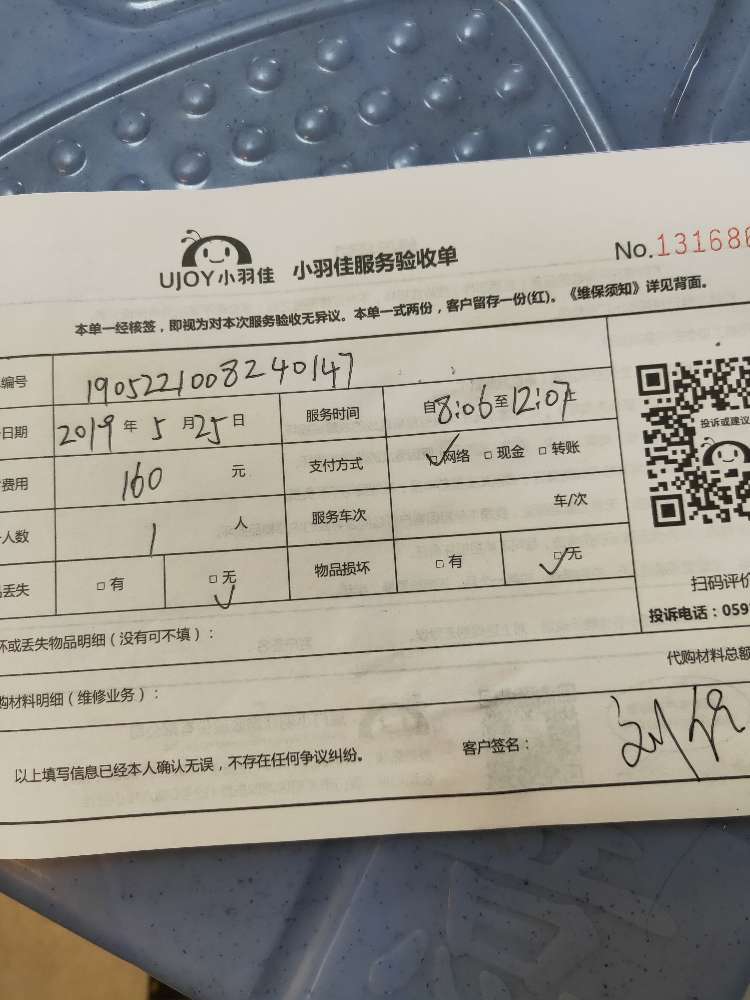 UJOY小羽佳 小羽佳服务验收单 No.131686
本单一经核签，即视为对本次服务验收无异议。本单一式两份，客户留存一份(红)。《维保须知》详见背面。
编号 1905221008240147
日期 2019 年 5 月 25 日 服务时间 自 8:06 至 12:07 止
投诉或建议
费用 160 元 支付方式 网络 现金 转账
人数 1 人 服务车次 车/次
丢失 有 无 物品损坏 有 无
扫码评价
投诉电话：059
坏或丢失物品明细（没有可不填）：
购材料明细（维修业务）： 代购材料总额
以上填写信息已经本人确认无误，不存在任何争议纠纷。 客户签名：